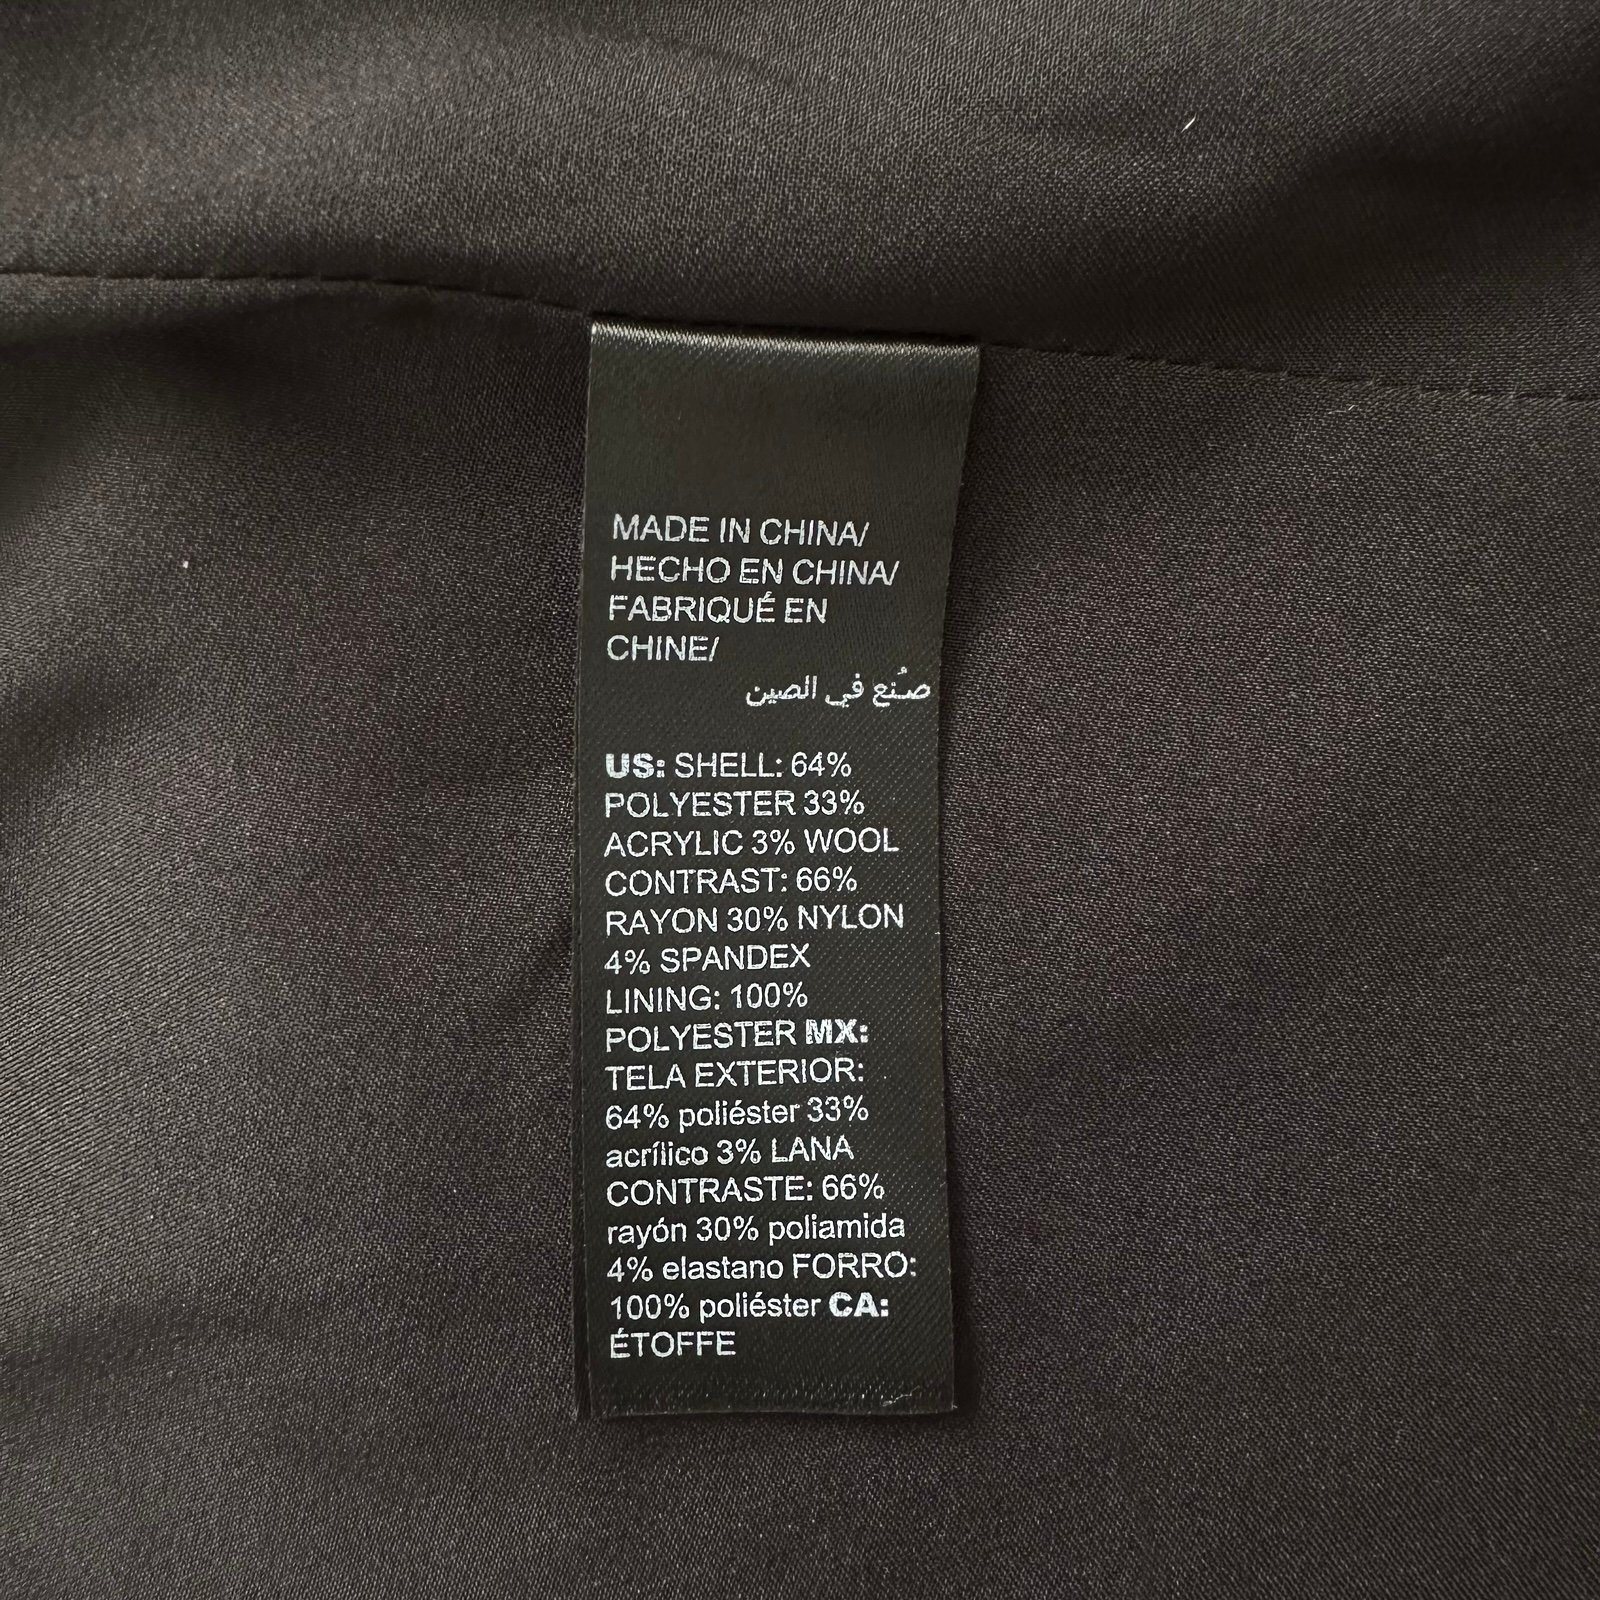 MADE IN CHINA/
HECHO EN CHINA/
FABRIQUÉ EN
CHINE/
صُنع في الصين
US: SHELL: 64%
POLYESTER 33%
ACRYLIC 3% WOOL
CONTRAST: 66%
RAYON 30% NYLON
4% SPANDEX
LINING: 100%
POLYESTER MX:
TELA EXTERIOR:
64% poliéster 33%
acrílico 3% LANA
CONTRASTE: 66%
rayón 30% poliamida
4% elastano FORRO:
100% poliéster CA:
ÉTOFFE